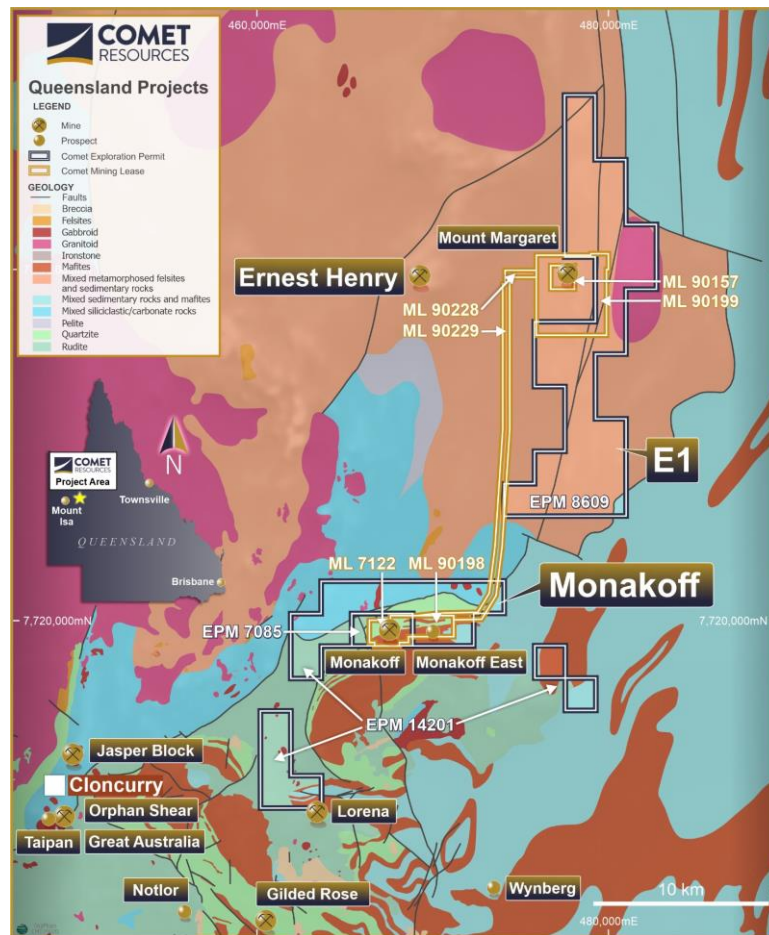 460,000mE
480,000mE
COMET
RESOURCES
Queensland Projects
LEGEND
Mine
Prospect
Comet Exploration Permit
Comet Mining Lease
GEOLOGY
Faults
Breccia
Felsites
Gabbroid
Granitoid
Ironstone
Mafites
Mixed metamorphosed felsites
and sedimentary rocks
Mixed sedimentary rocks and mafites
Mixed siliciclastic/carbonate rocks
Pelite
Quartzite
Rudite
Mount Margaret
Ernest Henry
ML 90157
ML 90228
ML 90199
ML 90229
N
COMET
RESOURCES
Project Area
Mount
Isa
Townsville
QUEENSLAND
Brisbane
E1
EPM 8609
ML 7122
ML 90198
Monakoff
7,720,000mN
7,720,000mN
EPM 7085
Monakoff
Monakoff East
EPM 14201
Jasper Block
Cloncurry
Orphan Shear
Lorena
Taipan
Great Australia
Notlor
Gilded Rose
Wynberg
10 km
480,000mE